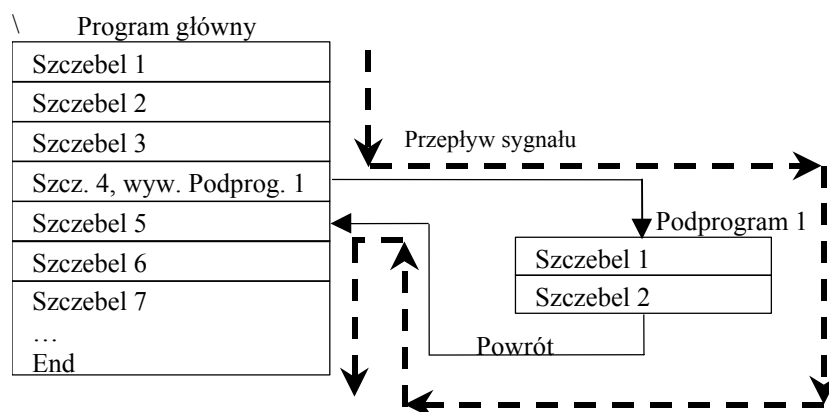 \ Program główny
Szczebel 1
Szczebel 2
Szczebel 3
Szcz. 4, wyw. Podprog. 1
Szczebel 5
Szczebel 6
Szczebel 7
…
End
Przepływ sygnału
Podprogram 1
Szczebel 1
Szczebel 2
Powrót